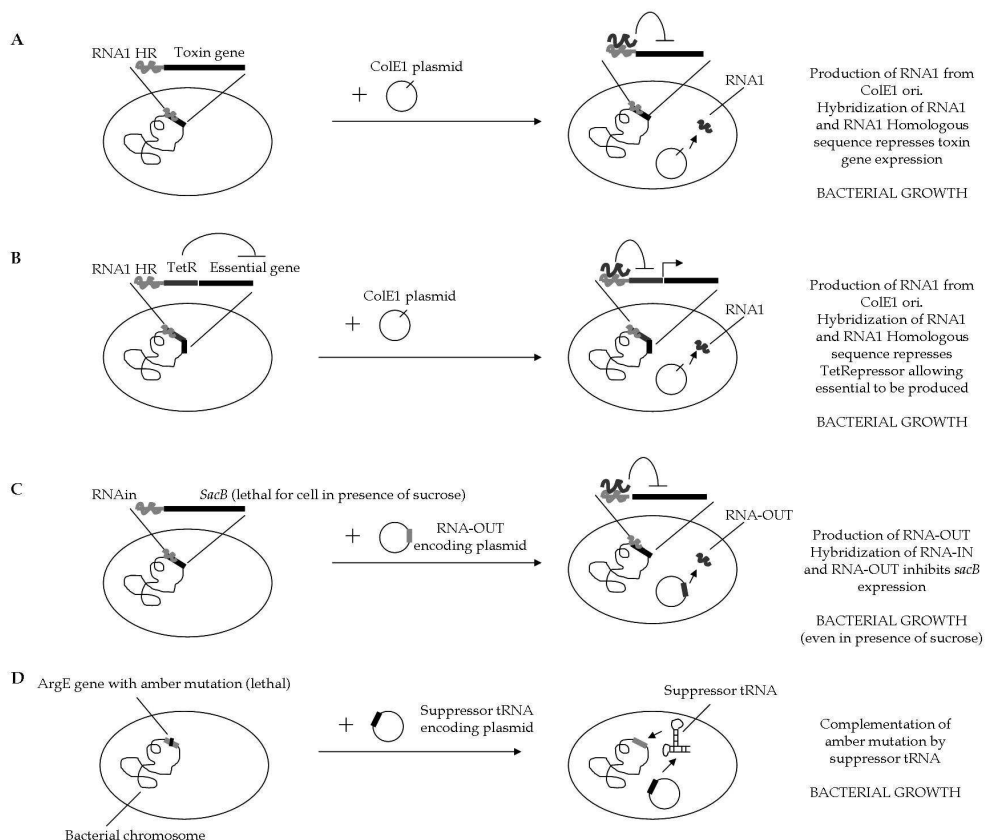 A
RNA1 HR
Toxin gene
+
ColE1 plasmid
RNA1
Production of RNA1 from
ColE1 ori.
Hybridization of RNA1
and RNA1 Homologous
sequence represses toxin
gene expression
BACTERIAL GROWTH
B
RNA1 HR
TetR
Essential gene
+
ColE1 plasmid
RNA1
Production of RNA1 from
ColE1 ori.
Hybridization of RNA1
and RNA1 Homologous
sequence represses
TetRepressor allowing
essential to be produced
BACTERIAL GROWTH
C
RNAin
SacB (lethal for cell in presence of sucrose)
+
RNA-OUT
encoding plasmid
RNA-OUT
Production of RNA-OUT
Hybridization of RNA-IN
and RNA-OUT inhibits sacB
expression
BACTERIAL GROWTH
(even in presence of sucrose)
D
ArgE gene with amber mutation (lethal)
+
Suppressor tRNA
encoding plasmid
Suppressor tRNA
Complementation of
amber mutation by
suppressor tRNA
BACTERIAL GROWTH
Bacterial chromosome